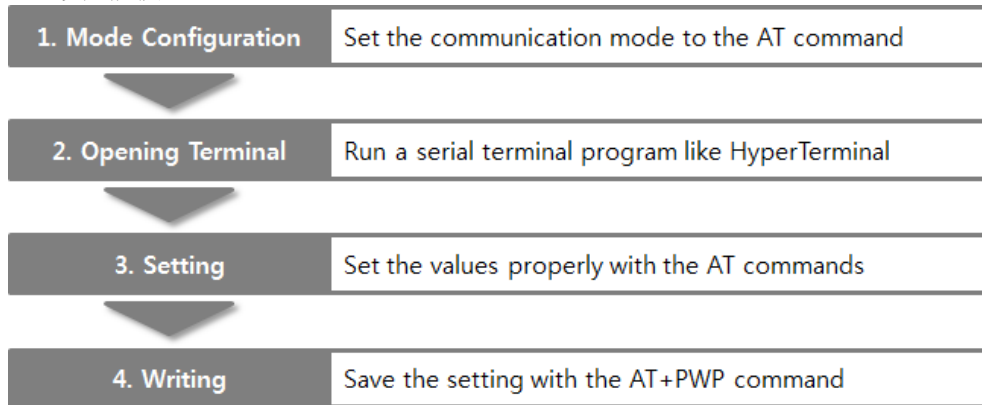 1. Mode Configuration Set the communication mode to the AT command
2. Opening Terminal Run a serial terminal program like HyperTerminal
3. Setting Set the values properly with the AT commands
4. Writing Save the setting with the AT+PWP command